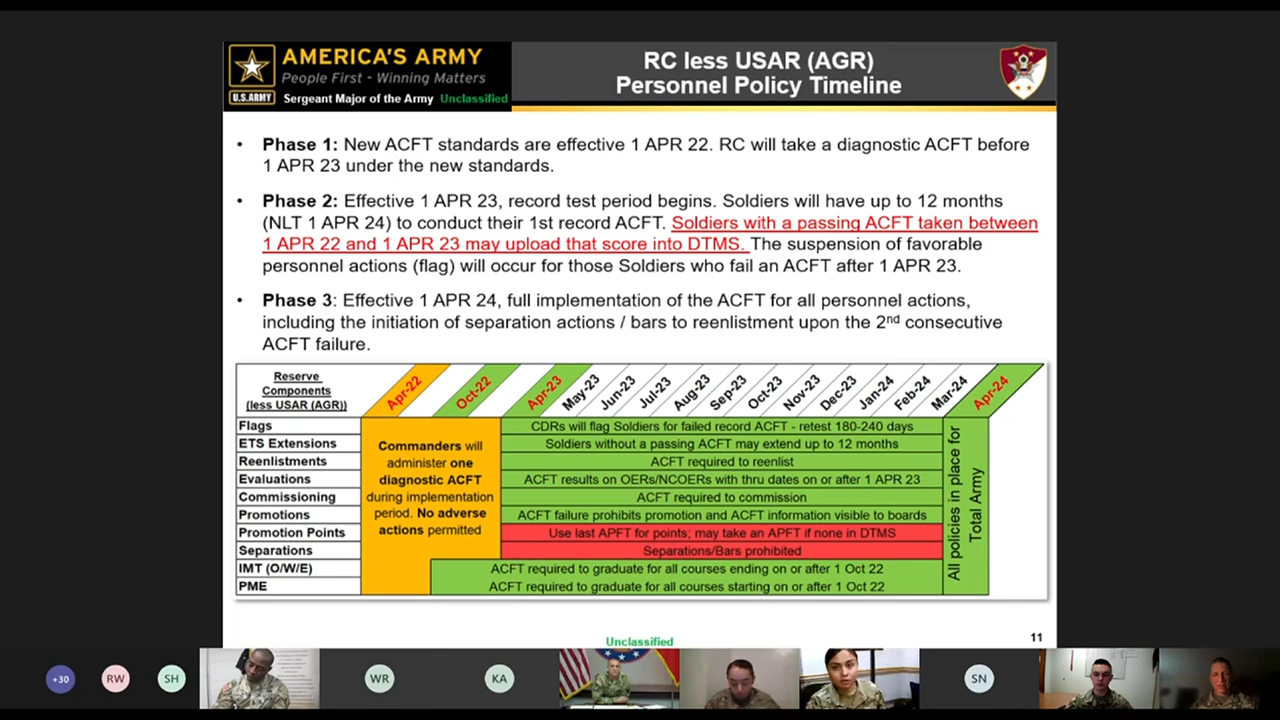 AMERICA'S ARMY
People First - Winning Matters
U.S.ARMY
Sergeant Major of the Army Unclassified
RC less USAR (AGR)
Personnel Policy Timeline
• Phase 1: New ACFT standards are effective 1 APR 22. RC will take a diagnostic ACFT before
1 APR 23 under the new standards.
• Phase 2: Effective 1 APR 23, record test period begins. Soldiers will have up to 12 months
(NLT 1 APR 24) to conduct their 1st record ACFT. Soldiers with a passing ACFT taken between
1 APR 22 and 1 APR 23 may upload that score into DTMS. The suspension of favorable
personnel actions (flag) will occur for those Soldiers who fail an ACFT after 1 APR 23.
• Phase 3: Effective 1 APR 24, full implementation of the ACFT for all personnel actions,
including the initiation of separation actions / bars to reenlistment upon the 2nd consecutive
ACFT failure.
Reserve
Components
(less USAR (AGR))
Apr-22
Oct-22
Apr-23
May-23
Jun-23
Jul-23
Aug-23
Sep-23
Oct-23
Nov-23
Dec-23
Jan-24
Feb-24
Mar-24
Apr-24
Flags
ETS Extensions
Reenlistments
Evaluations
Commissioning
Promotions
Promotion Points
Separations
IMT (O/W/E)
PME
Commanders will
administer one
diagnostic ACFT
during implementation
period. No adverse
actions permitted
CDRs will flag Soldiers for failed record ACFT - retest 180-240 days
Soldiers without a passing ACFT may extend up to 12 months
ACFT required to reenlist
ACFT results on OERs/NCOERs with thru dates on or after 1 APR 23
ACFT required to commission
ACFT failure prohibits promotion and ACFT information visible to boards
Use last APFT for points; may take an APFT if none in DTMS
Separations/Bars prohibited
ACFT required to graduate for all courses ending on or after 1 Oct 22
ACFT required to graduate for all courses starting on or after 1 Oct 22
All policies in place for
Total Army
Unclassified
11
+30
RW
SH
WR
KA
SN